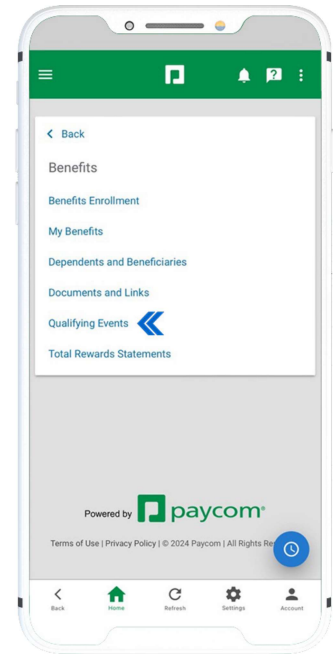 Back
Benefits
Benefits Enrollment
My Benefits
Dependents and Beneficiaries
Documents and Links
Qualifying Events
Total Rewards Statements
Powered by paycom®
Terms of Use | Privacy Policy | © 2024 Paycom | All Rights
Back Home Refresh Settings Account